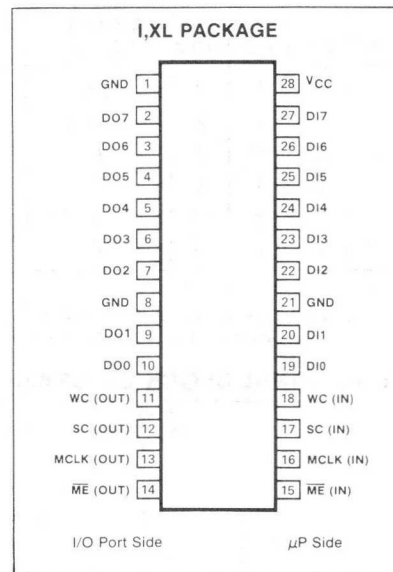 I,XL PACKAGE
GND 1 28 VCC
DO7 2 27 DI7
DO6 3 26 DI6
DO5 4 25 DI5
DO4 5 24 DI4
DO3 6 23 DI3
DO2 7 22 DI2
GND 8 21 GND
DO1 9 20 DI1
DO0 10 19 DI0
WC (OUT) 11 18 WC (IN)
SC (OUT) 12 17 SC (IN)
MCLK (OUT) 13 16 MCLK (IN)
M̅E̅ (OUT) 14 15 M̅E̅ (IN)
I/O Port Side µP Side